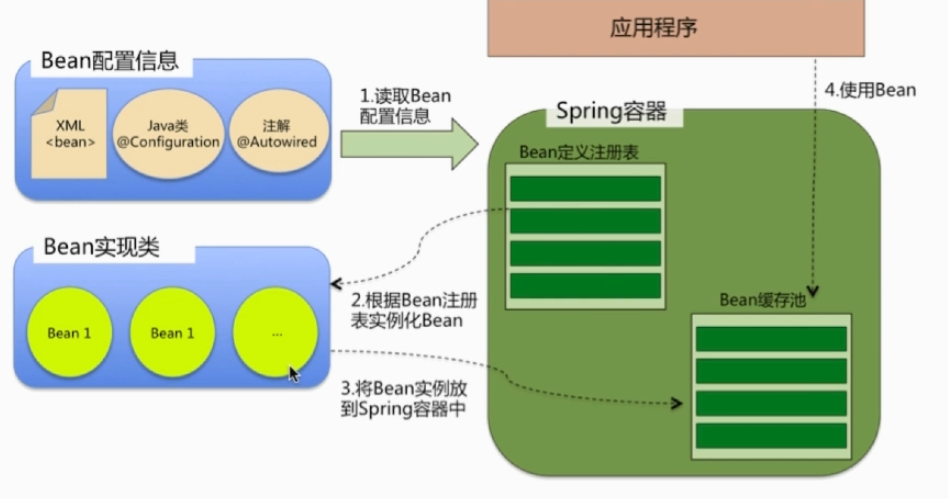 应用程序
Bean配置信息
XML
<bean>
Java类
@Configuration
注解
@Autowired
1.读取Bean
配置信息
4.使用Bean
Spring容器
Bean定义注册表
Bean实现类
Bean 1
Bean 1
...
2.根据Bean注册
表实例化Bean
Bean缓存池
3.将Bean实例放
到Spring容器中